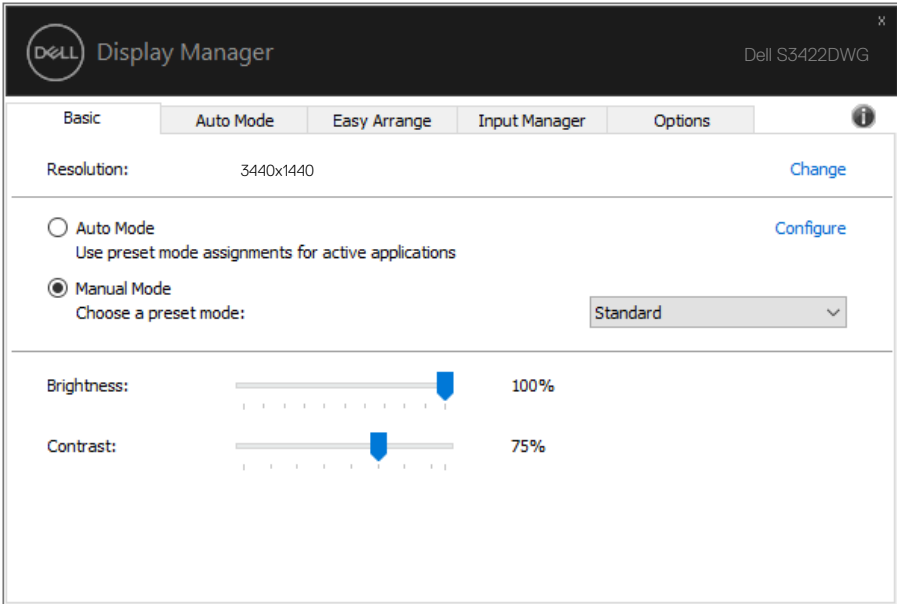 x
DELL Display Manager
Dell S3422DWG
Basic Auto Mode Easy Arrange Input Manager Options
Resolution: 3440x1440 Change
Auto Mode Configure
Use preset mode assignments for active applications
Manual Mode
Choose a preset mode: Standard
Brightness: 100%
Contrast: 75%